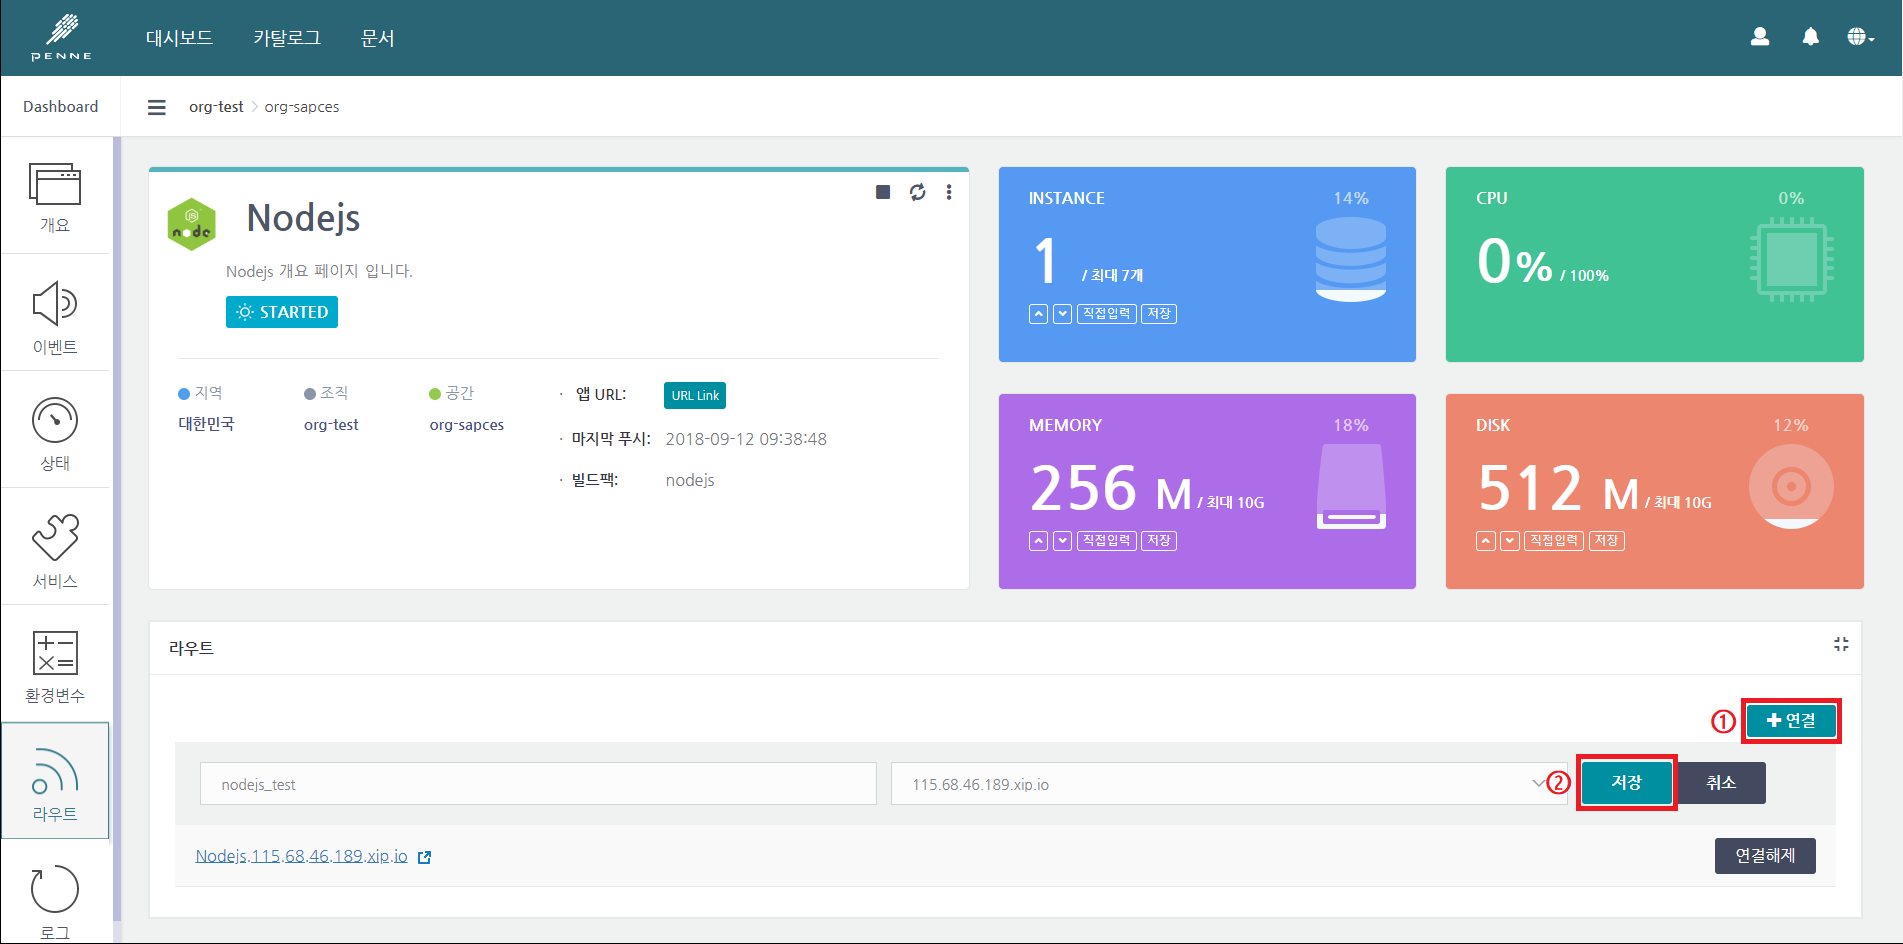 PENNE
대시보드 카탈로그 문서
Dashboard
org-test > org-sapces
개요
이벤트
상태
서비스
환경변수
라우트
로그
JS
node
Nodejs
Nodejs 개요 페이지 입니다.
STARTED
지역 조직 공간
대한민국 org-test org-sapces
· 앱 URL: URL Link
· 마지막 푸시: 2018-09-12 09:38:48
· 빌드팩: nodejs
INSTANCE 14%
1 / 최대 7개
직접입력 저장
CPU 0%
0% / 100%
MEMORY 18%
256 M / 최대 10G
직접입력 저장
DISK 12%
512 M / 최대 10G
직접입력 저장
라우트
① +연결
nodejs_test 115.68.46.189.xip.io ② 저장 취소
Nodejs.115.68.46.189.xip.io 연결해제